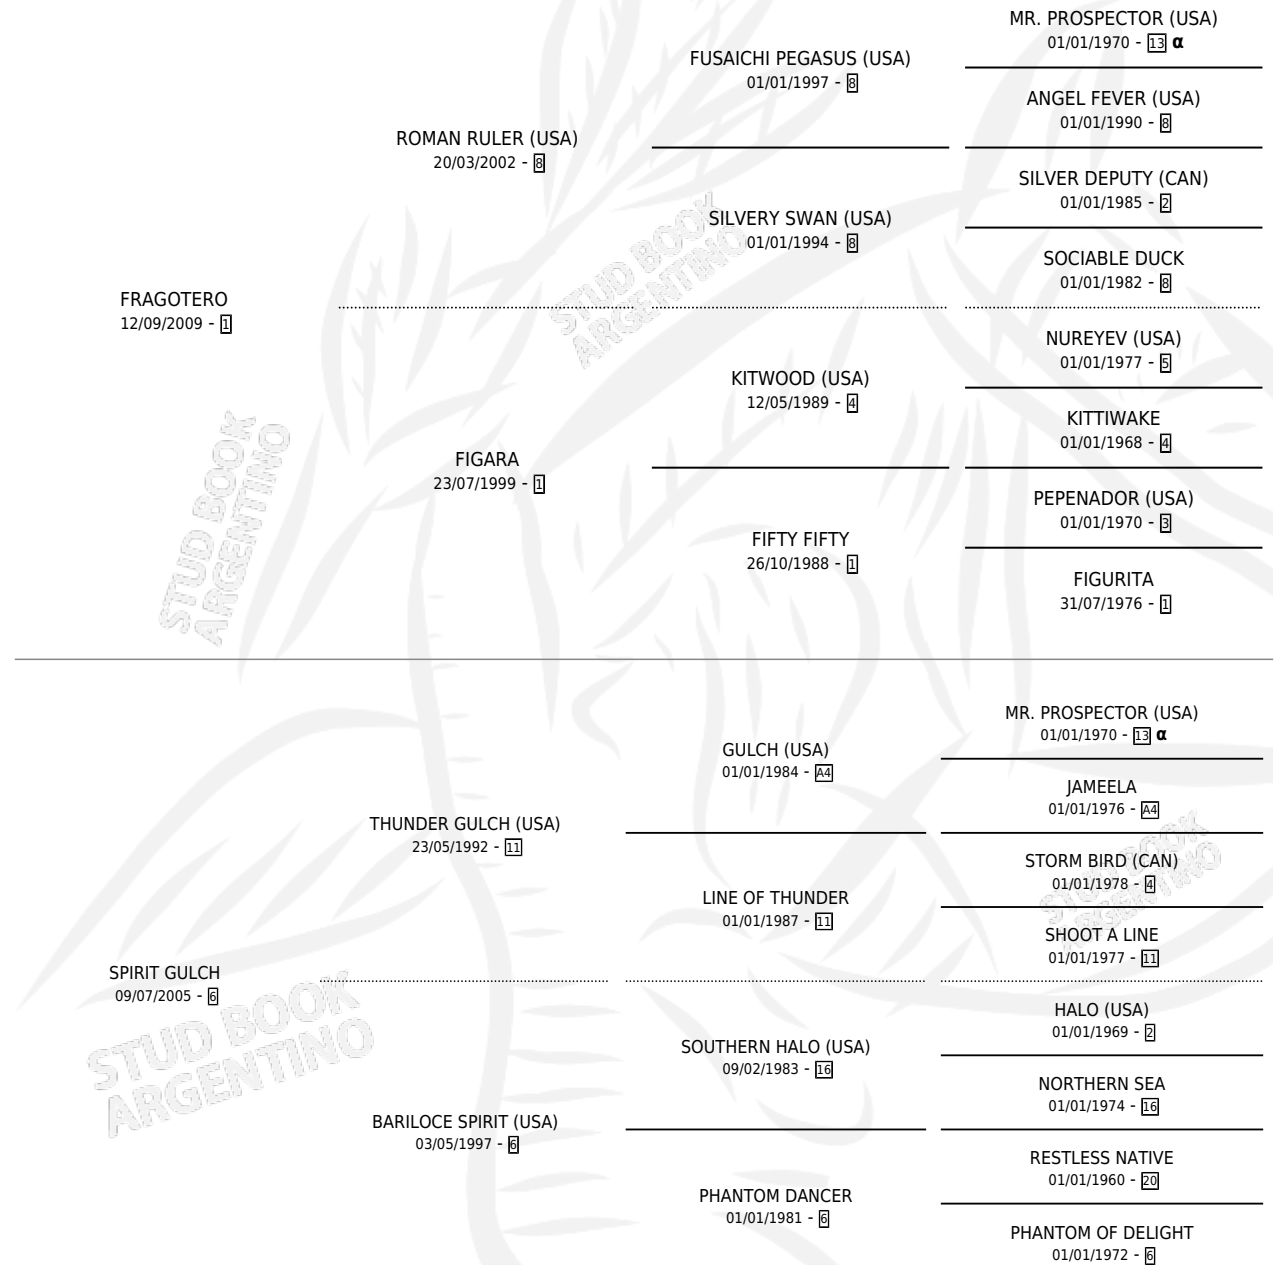 MR. PROSPECTOR (USA)
01/01/1970 - 13 α
FUSAICHI PEGASUS (USA)
01/01/1997 - 8
ANGEL FEVER (USA)
01/01/1990 - 8
ROMAN RULER (USA)
20/03/2002 - 8
SILVER DEPUTY (CAN)
01/01/1985 - 2
SILVERY SWAN (USA)
01/01/1994 - 8
SOCIABLE DUCK
01/01/1982 - 8
STUD BOOK
ARGENTINO
FRAGOTERO
12/09/2009 - 1
NUREYEV (USA)
01/01/1977 - 5
KITWOOD (USA)
12/05/1989 - 4
KITTIWAKE
01/01/1968 - 4
FIGARA
23/07/1999 - 1
PEPENADOR (USA)
01/01/1970 - 3
FIFTY FIFTY
26/10/1988 - 1
FIGURITA
31/07/1976 - 1
STUD BOOK
ARGENTINO
MR. PROSPECTOR (USA)
01/01/1970 - 13 α
GULCH (USA)
01/01/1984 - A4
JAMEELA
01/01/1976 - A4
THUNDER GULCH (USA)
23/05/1992 - 11
STORM BIRD (CAN)
01/01/1978 - 4
LINE OF THUNDER
01/01/1987 - 11
SHOOT A LINE
01/01/1977 - 11
STUD BOOK
ARGENTINO
SPIRIT GULCH
09/07/2005 - 6
HALO (USA)
01/01/1969 - 2
SOUTHERN HALO (USA)
09/02/1983 - 16
NORTHERN SEA
01/01/1974 - 16
BARILOCE SPIRIT (USA)
03/05/1997 - 6
RESTLESS NATIVE
01/01/1960 - 20
PHANTOM DANCER
01/01/1981 - 6
PHANTOM OF DELIGHT
01/01/1972 - 6
STUD BOOK
ARGENTINO